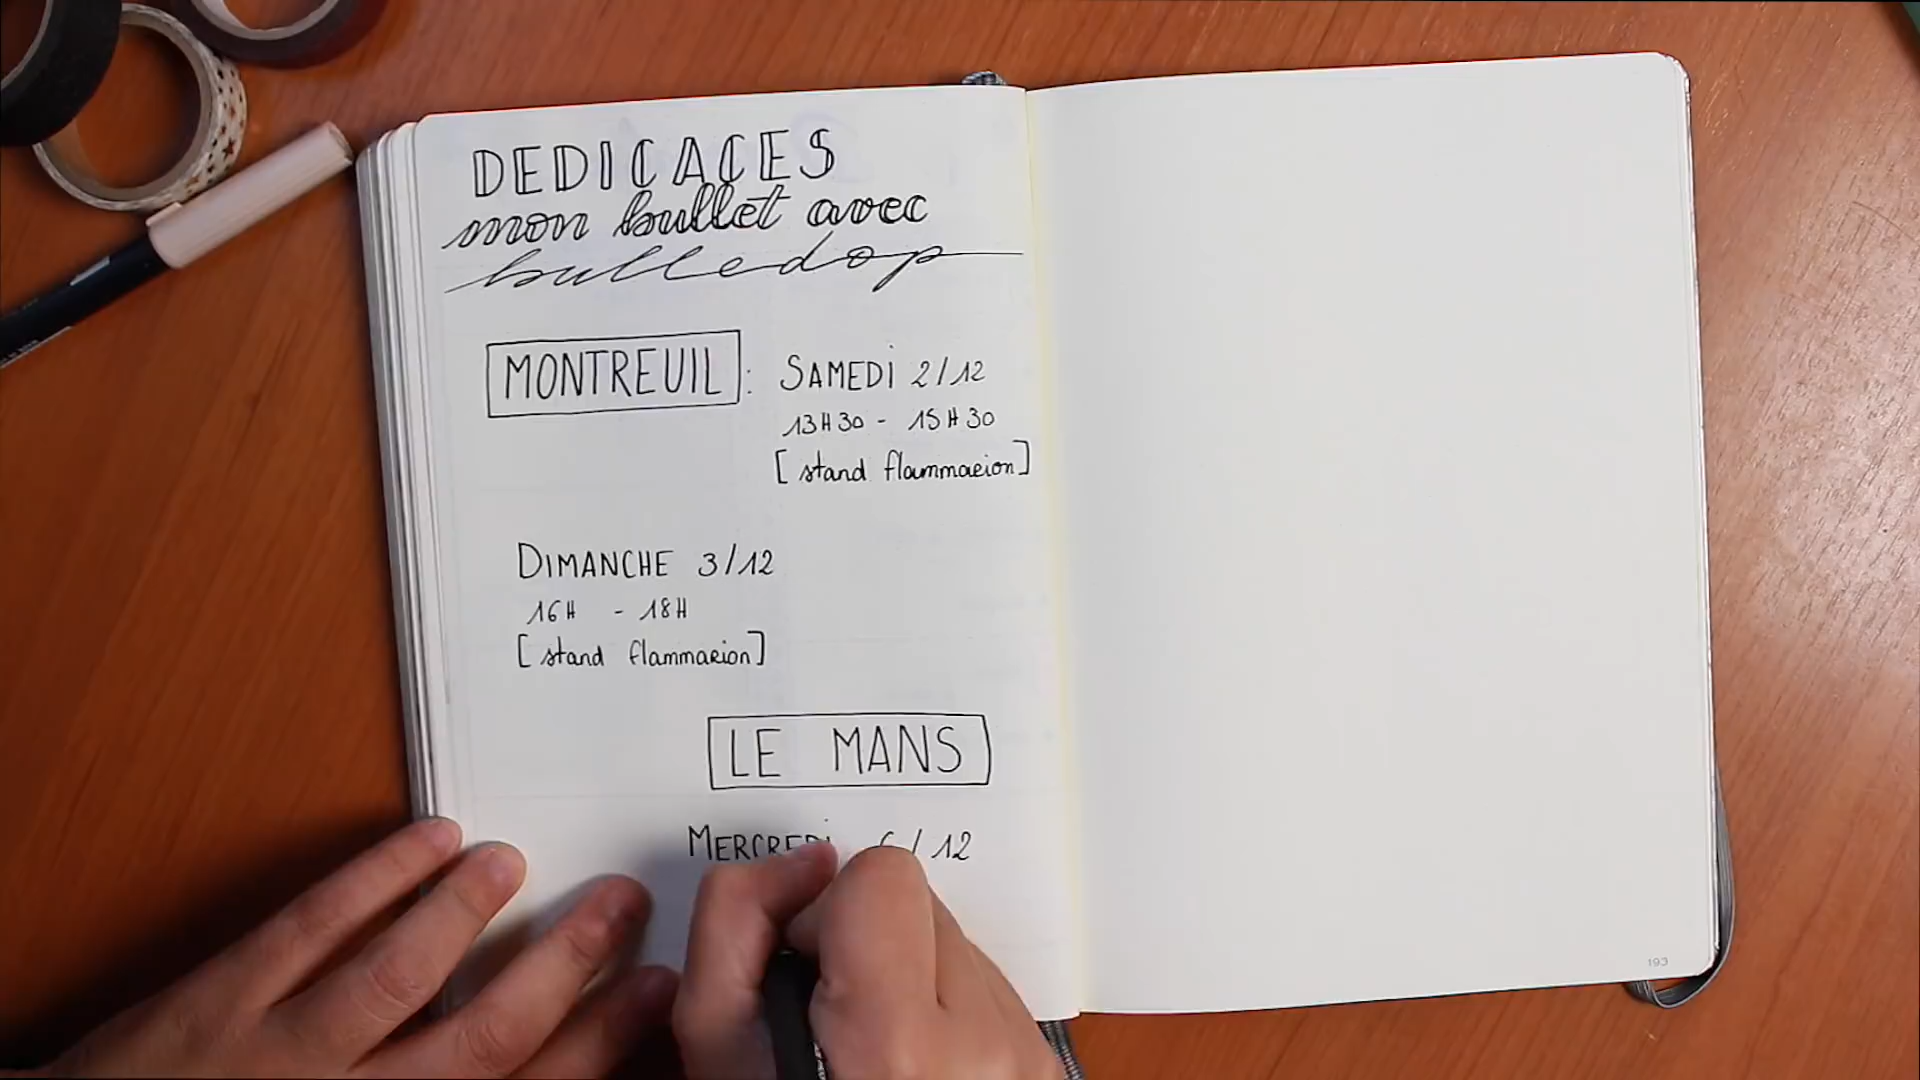 DEDICACES
mon bullet avec
bulledop
MONTREUIL : SAMEDI 2/12
13H30 - 15H30
[stand flammarion]
DIMANCHE 3/12
16H - 18H
[stand flammarion]
LE MANS
MERCREDI 6/12
193